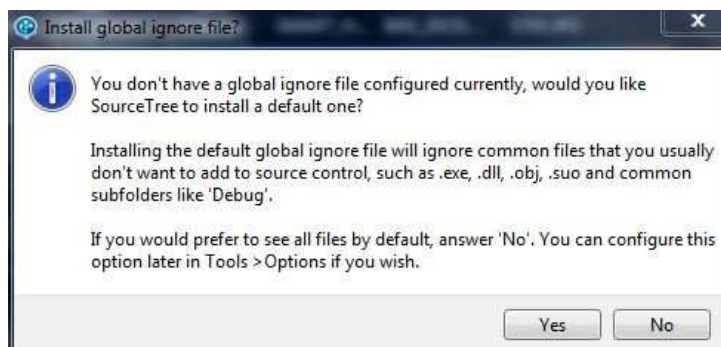 Install global ignore file?
X
You don't have a global ignore file configured currently, would you like
SourceTree to install a default one?
Installing the default global ignore file will ignore common files that you usually
don't want to add to source control, such as .exe, .dll, .obj, .suo and common
subfolders like 'Debug'.
If you would prefer to see all files by default, answer 'No'. You can configure this
option later in Tools > Options if you wish.
Yes
No